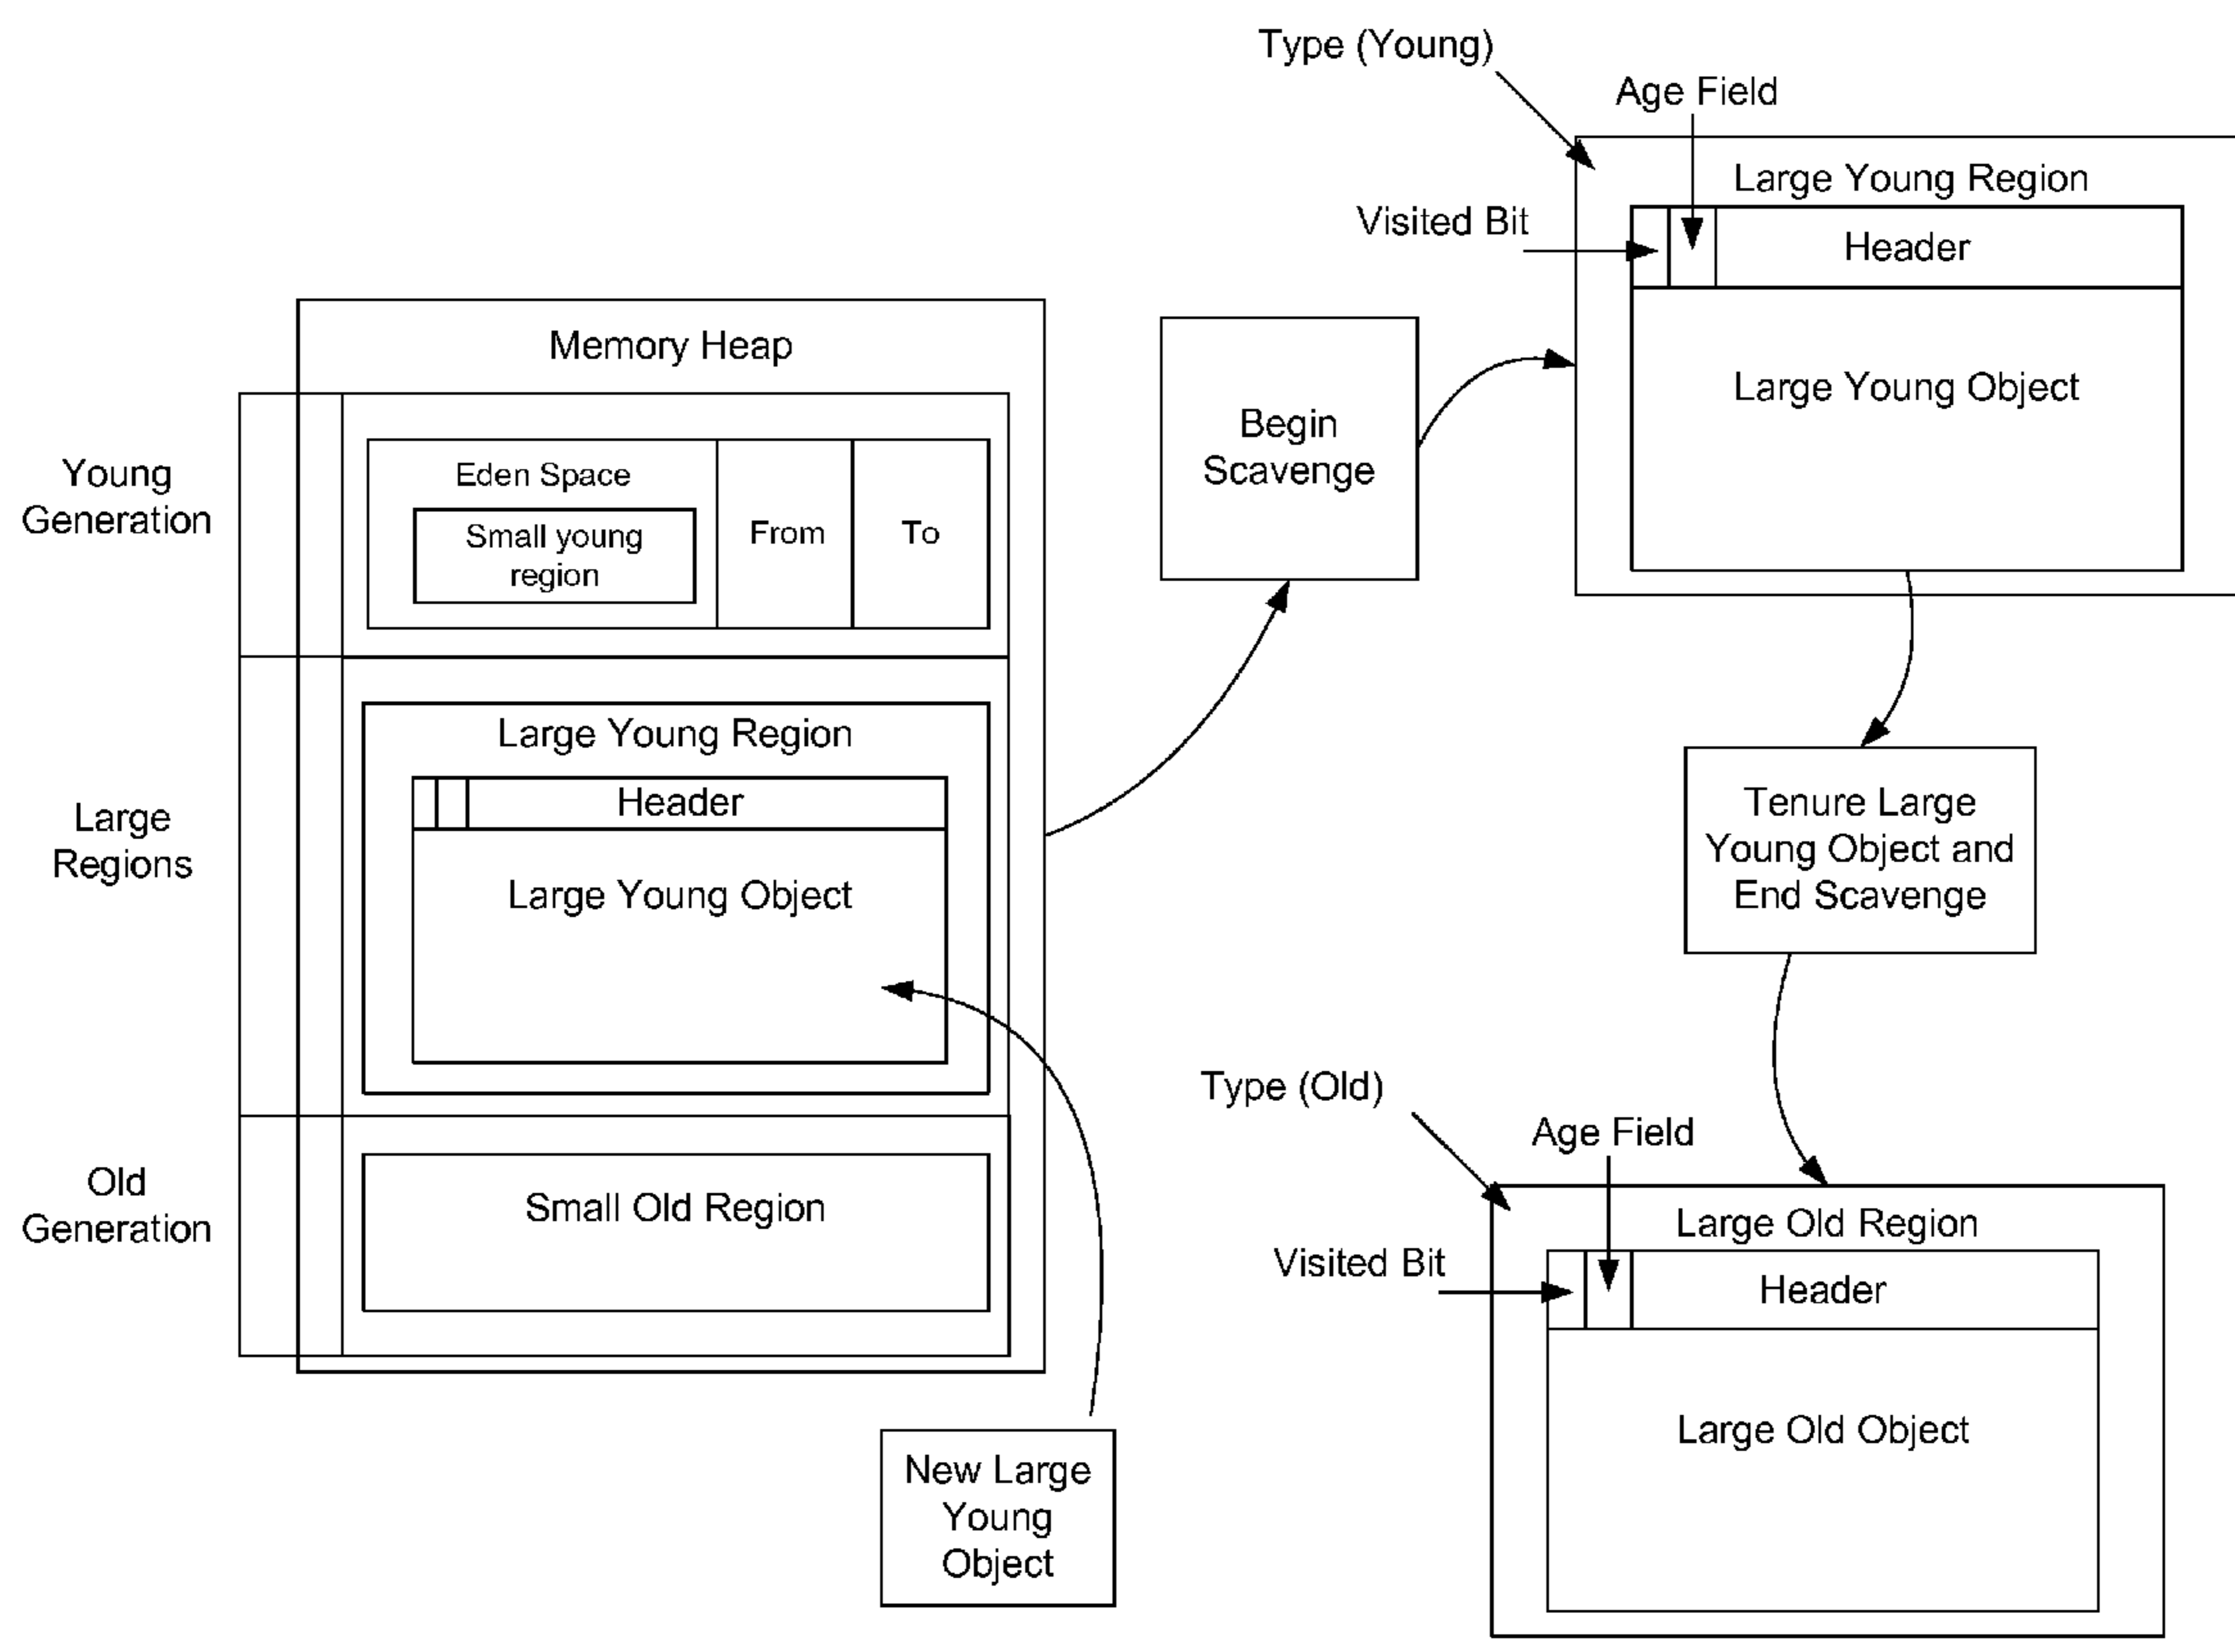 Memory Heap
Young
Generation
Eden Space
Small young
region
From
To
Large
Regions
Large Young Region
Header
Large Young Object
Old
Generation
Small Old Region
New Large
Young
Object
Begin
Scavenge
Type (Young)
Age Field
Visited Bit
Large Young Region
Header
Large Young Object
Tenure Large
Young Object and
End Scavenge
Type (Old)
Age Field
Visited Bit
Large Old Region
Header
Large Old Object